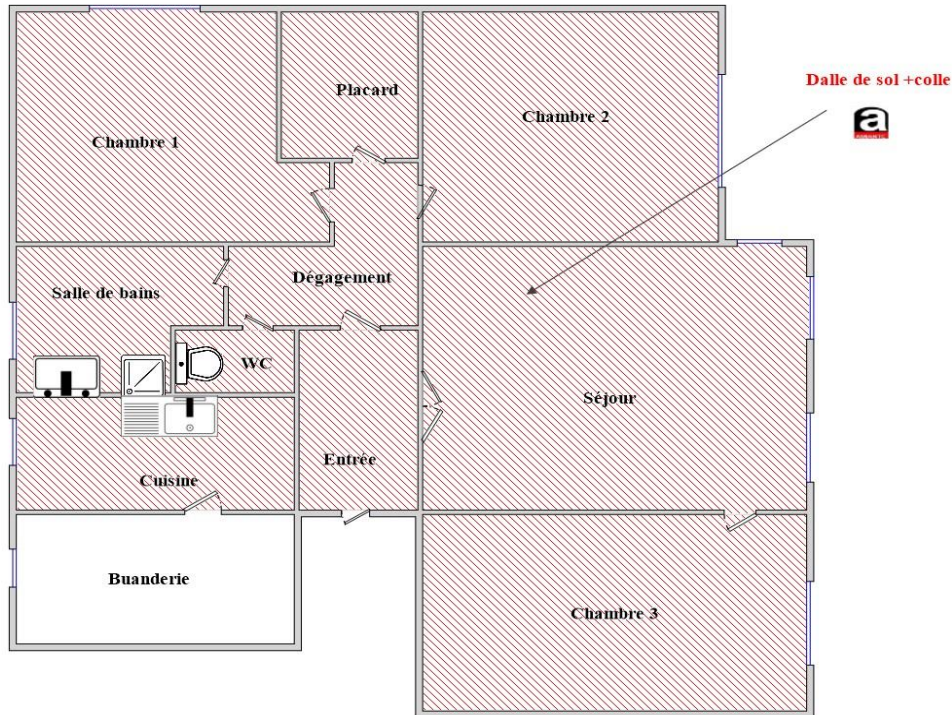 Placard
Chambre 1
Chambre 2
Dalle de sol +colle
a
Dégagement
Salle de bains
WC
Séjour
Entrée
Cuisine
Buanderie
Chambre 3